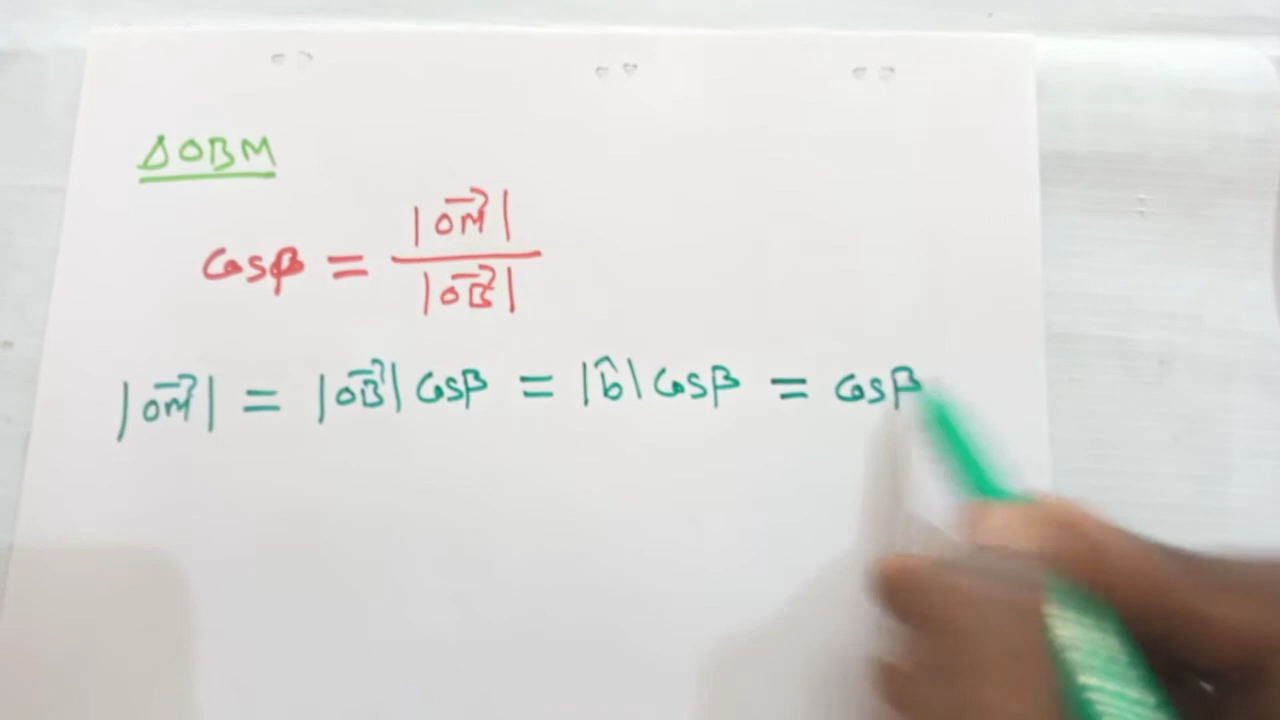 ΔOBM
Cosβ = |OM⃗| / |OB⃗|
|OM⃗| = |OB⃗| Cosβ = |b̂| Cosβ = Cosβ